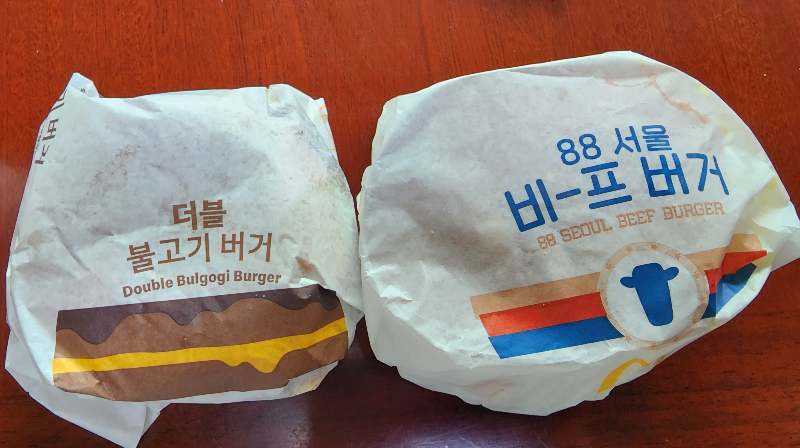 더블
불고기 버거
Double Bulgogi Burger
88 서울
비-프 버거
88 SEOUL BEEF BURGER